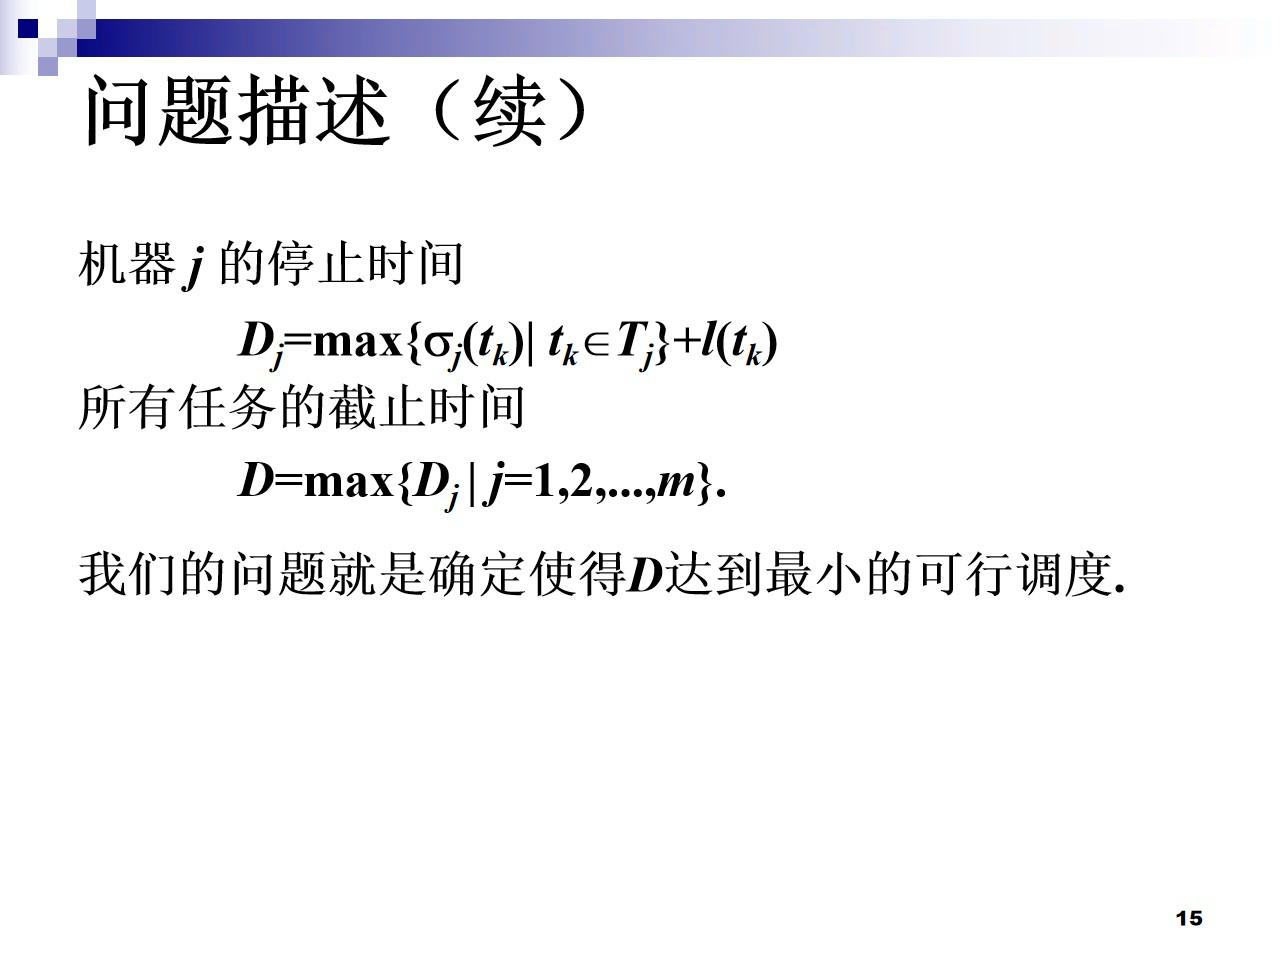 问题描述（续）
机器 j 的停止时间
Dj=max{σj(tk)| tk∈Tj}+l(tk)
所有任务的截止时间
D=max{Dj | j=1,2,...,m}.
我们的问题就是确定使得D达到最小的可行调度.
15